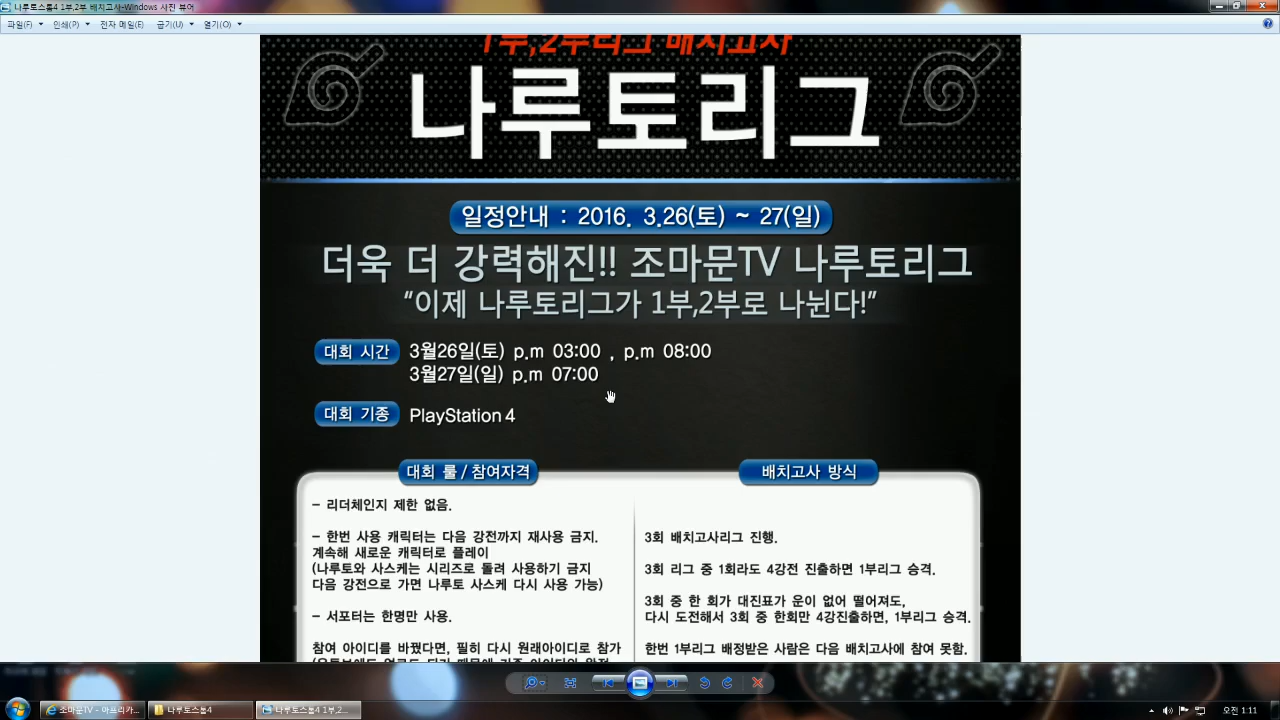 나루토스톰4 1부,2부 배치고사-Windows 사진 뷰어
파일(F) 인쇄(P) 전자 메일(E) 굽기(U) 열기(O)
1부,2부리그 배치고사
나루토리그
일정안내 : 2016. 3.26(토) ~ 27(일)
더욱 더 강력해진!! 조마문TV 나루토리그
“이제 나루토리그가 1부,2부로 나뉜다!”
대회 시간 3월26일(토) p.m 03:00 , p.m 08:00
3월27일(일) p.m 07:00
대회 기종 PlayStation 4
대회 룰 / 참여자격
- 리더체인지 제한 없음.
- 한번 사용 캐릭터는 다음 강전까지 재사용 금지.
계속해 새로운 캐릭터로 플레이
(나루토와 사스케는 시리즈로 돌려 사용하기 금지
다음 강전으로 가면 나루토 사스케 다시 사용 가능)
- 서포터는 한명만 사용.
참여 아이디를 바꿨다면, 필히 다시 원래아이디로 참가
배치고사 방식
3회 배치고사리그 진행.
3회 리그 중 1회라도 4강전 진출하면 1부리그 승격.
3회 중 한 회가 대진표가 운이 없어 떨어져도,
다시 도전해서 3회 중 한회만 4강진출하면, 1부리그 승격.
한번 1부리그 배정받은 사람은 다음 배치고사에 참여 못함.
조마문TV - 아프리카... 나루토스톰4 나루토스톰4 1부,2... 오전 1:11